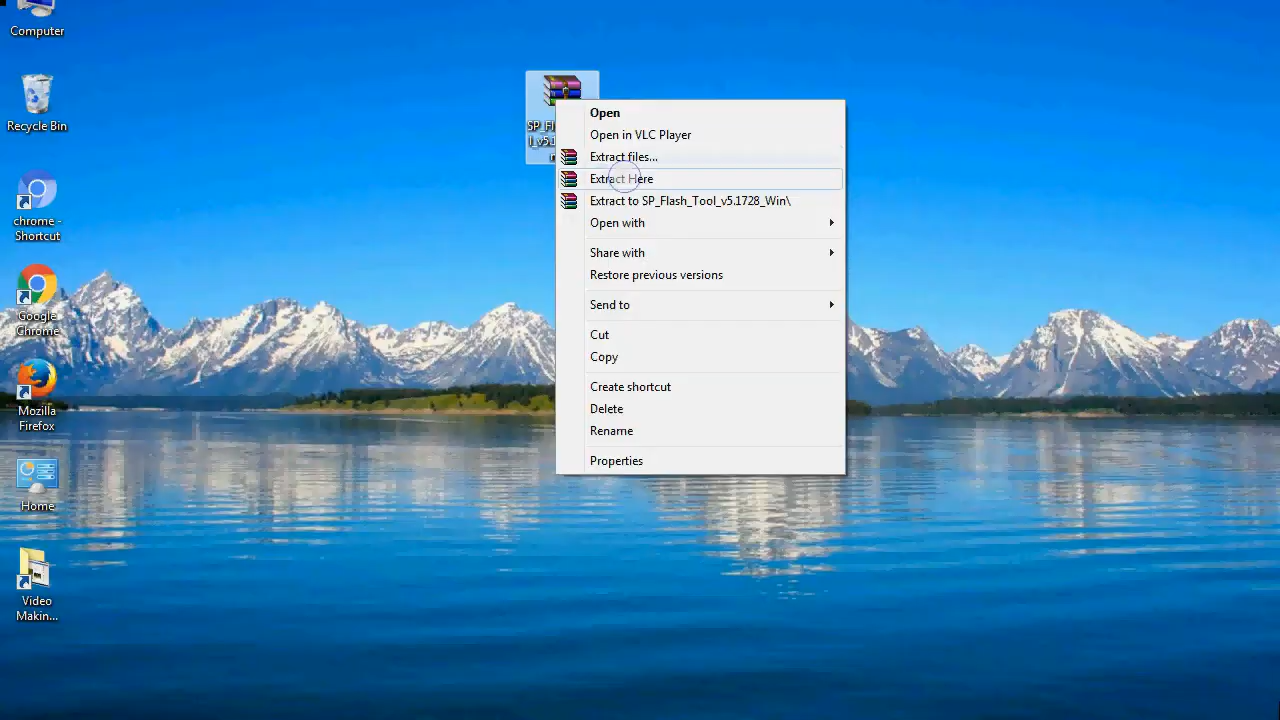 Computer
Recycle Bin
chrome -
Shortcut
Google
Chrome
Mozilla
Firefox
Home
Video
Makin...
SP_Fl
l_v5.
Open
Open in VLC Player
Extract files...
Extract Here
Extract to SP_Flash_Tool_v5.1728_Win\
Open with
Share with
Restore previous versions
Send to
Cut
Copy
Create shortcut
Delete
Rename
Properties